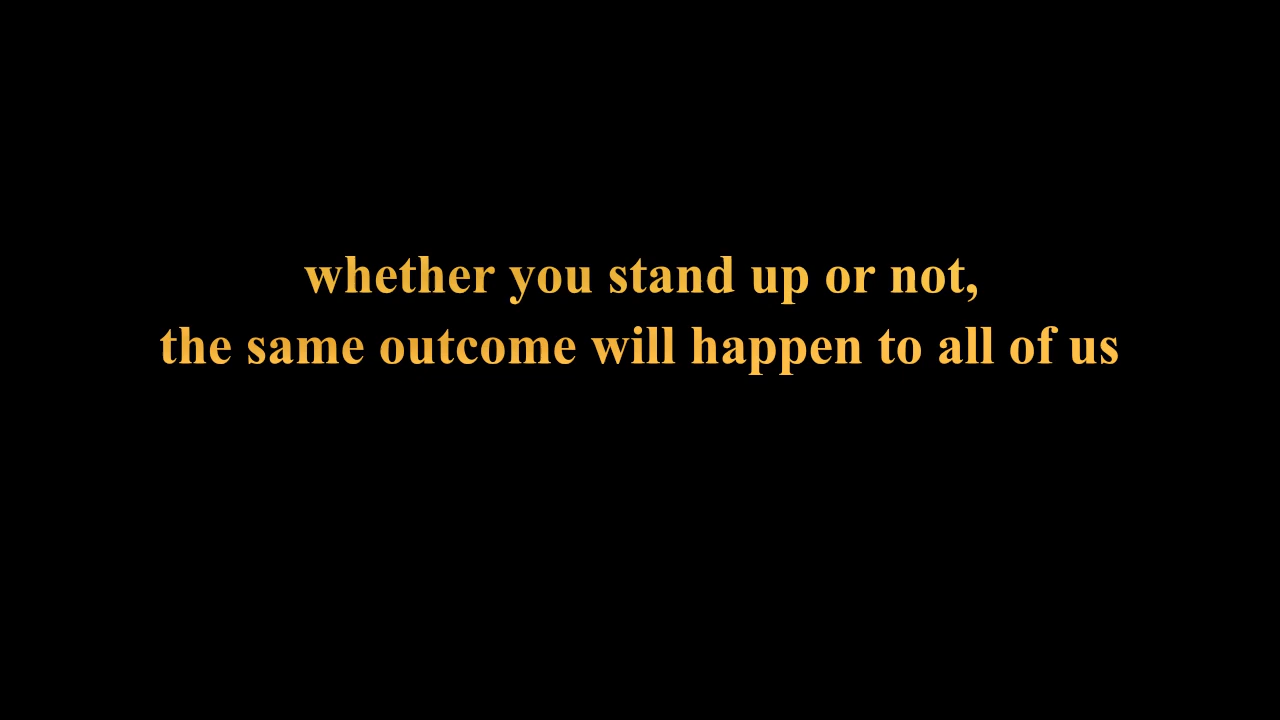 whether you stand up or not,
the same outcome will happen to all of us